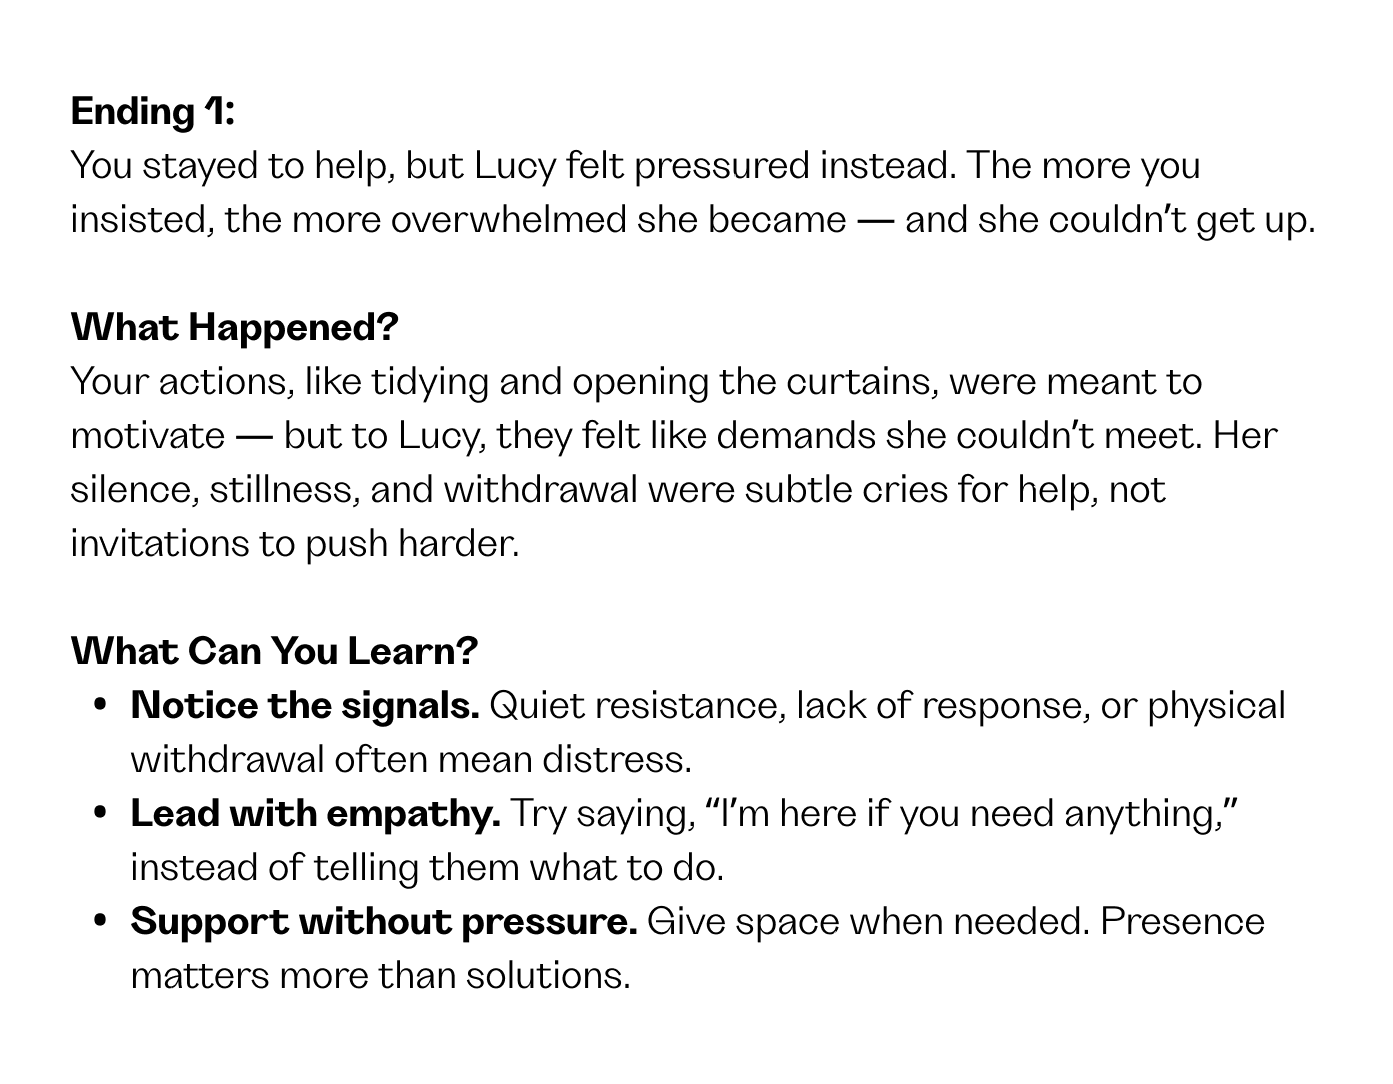 Ending 1:
You stayed to help, but Lucy felt pressured instead. The more you
insisted, the more overwhelmed she became — and she couldn’t get up.
What Happened?
Your actions, like tidying and opening the curtains, were meant to
motivate — but to Lucy, they felt like demands she couldn’t meet. Her
silence, stillness, and withdrawal were subtle cries for help, not
invitations to push harder.
What Can You Learn?
• Notice the signals. Quiet resistance, lack of response, or physical
withdrawal often mean distress.
• Lead with empathy. Try saying, “I’m here if you need anything,”
instead of telling them what to do.
• Support without pressure. Give space when needed. Presence
matters more than solutions.